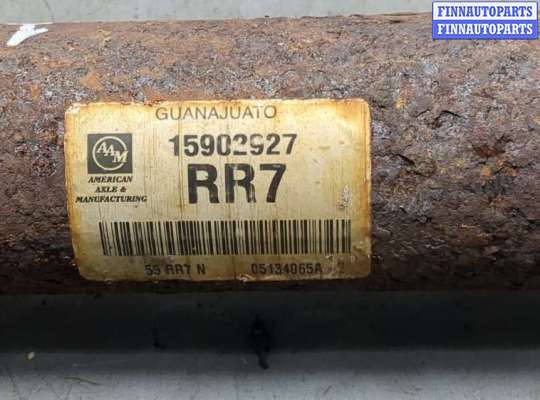 FINNAUTOPARTS
FINNAUTOPARTS
GUANAJUATO
15902927
RR7
AAM
AMERICAN
AXLE &
MANUFACTURING
55 RR7 N 05134065A